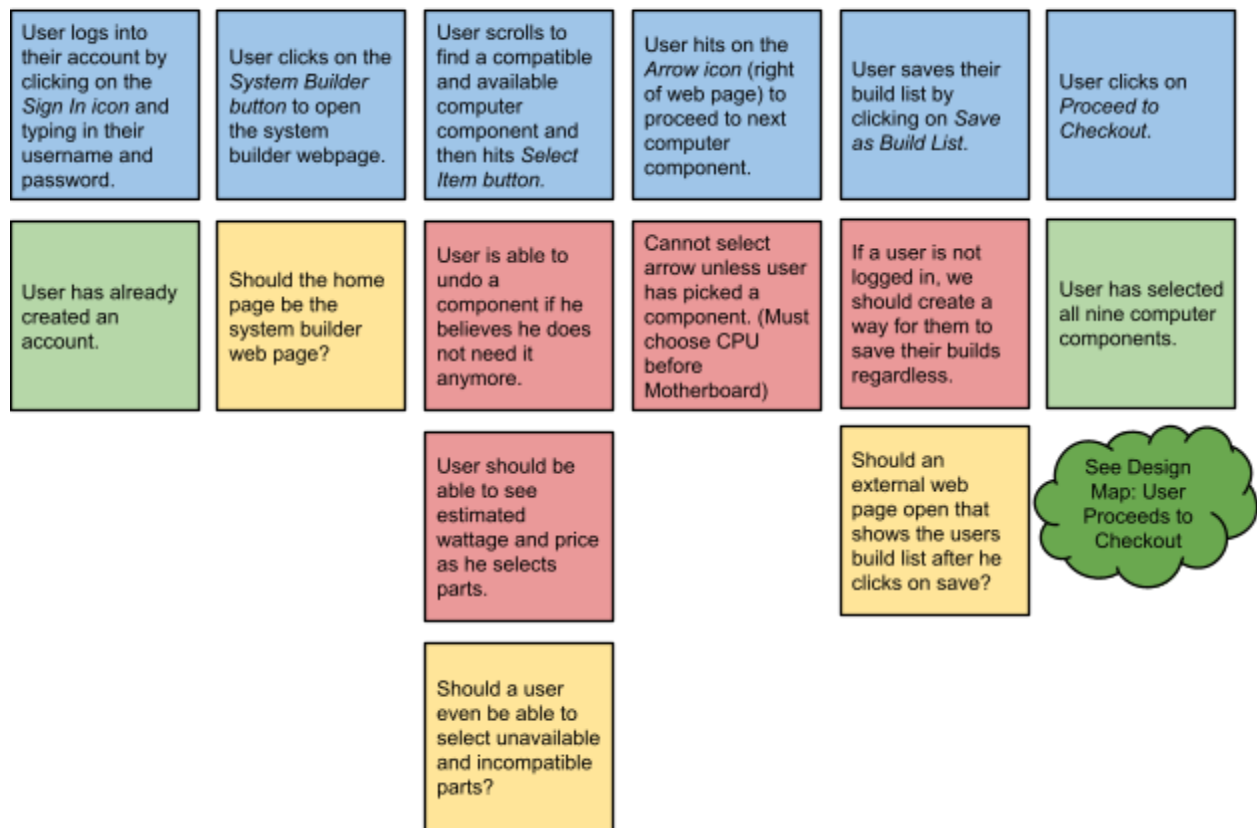 User logs into
their account by
clicking on the
Sign In icon and
typing in their
username and
password.
User clicks on the
System Builder
button to open
the system
builder webpage.
User scrolls to
find a compatible
and available
computer
component and
then hits Select
Item button.
User hits on the
Arrow icon (right
of web page) to
proceed to next
computer
component.
User saves their
build list by
clicking on Save
as Build List.
User clicks on
Proceed to
Checkout.
User has already
created an
account.
Should the home
page be the
system builder
web page?
User is able to
undo a
component if he
believes he does
not need it
anymore.
Cannot select
arrow unless user
has picked a
component. (Must
choose CPU
before
Motherboard)
If a user is not
logged in, we
should create a
way for them to
save their builds
regardless.
User has selected
all nine computer
components.
User should be
able to see
estimated
wattage and price
as he selects
parts.
Should an
external web
page open that
shows the users
build list after he
clicks on save?
See Design
Map: User
Proceeds to
Checkout
Should a user
even be able to
select unavailable
and incompatible
parts?